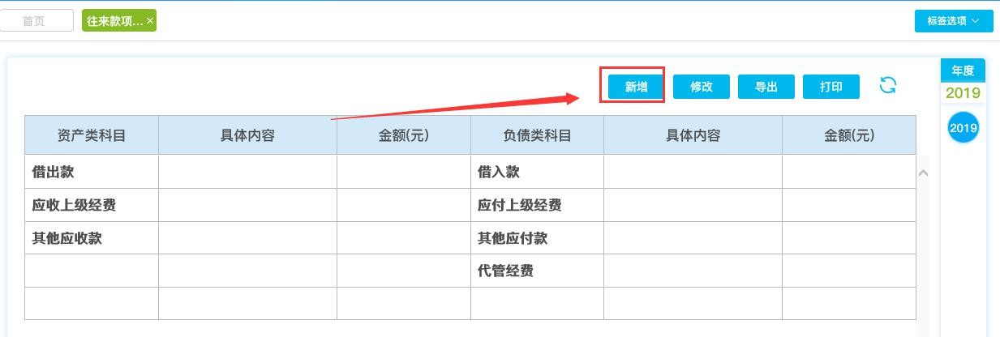 首页
往来款项...×
标签选项
新增
修改
导出
打印
年度
2019
2019
资产类科目 具体内容 金额(元) 负债类科目 具体内容 金额(元)
借出款 借入款
应收上级经费 应付上级经费
其他应收款 其他应付款
代管经费